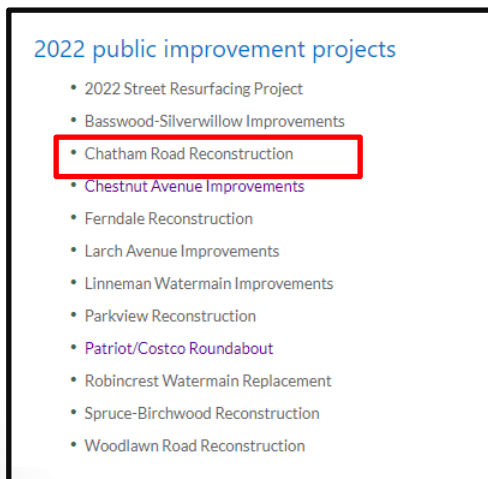 2022 public improvement projects
• 2022 Street Resurfacing Project
• Basswood-Silverwillow Improvements
• Chatham Road Reconstruction
• Chestnut Avenue Improvements
• Ferndale Reconstruction
• Larch Avenue Improvements
• Linneman Watermain Improvements
• Parkview Reconstruction
• Patriot/Costco Roundabout
• Robincrest Watermain Replacement
• Spruce-Birchwood Reconstruction
• Woodlawn Road Reconstruction